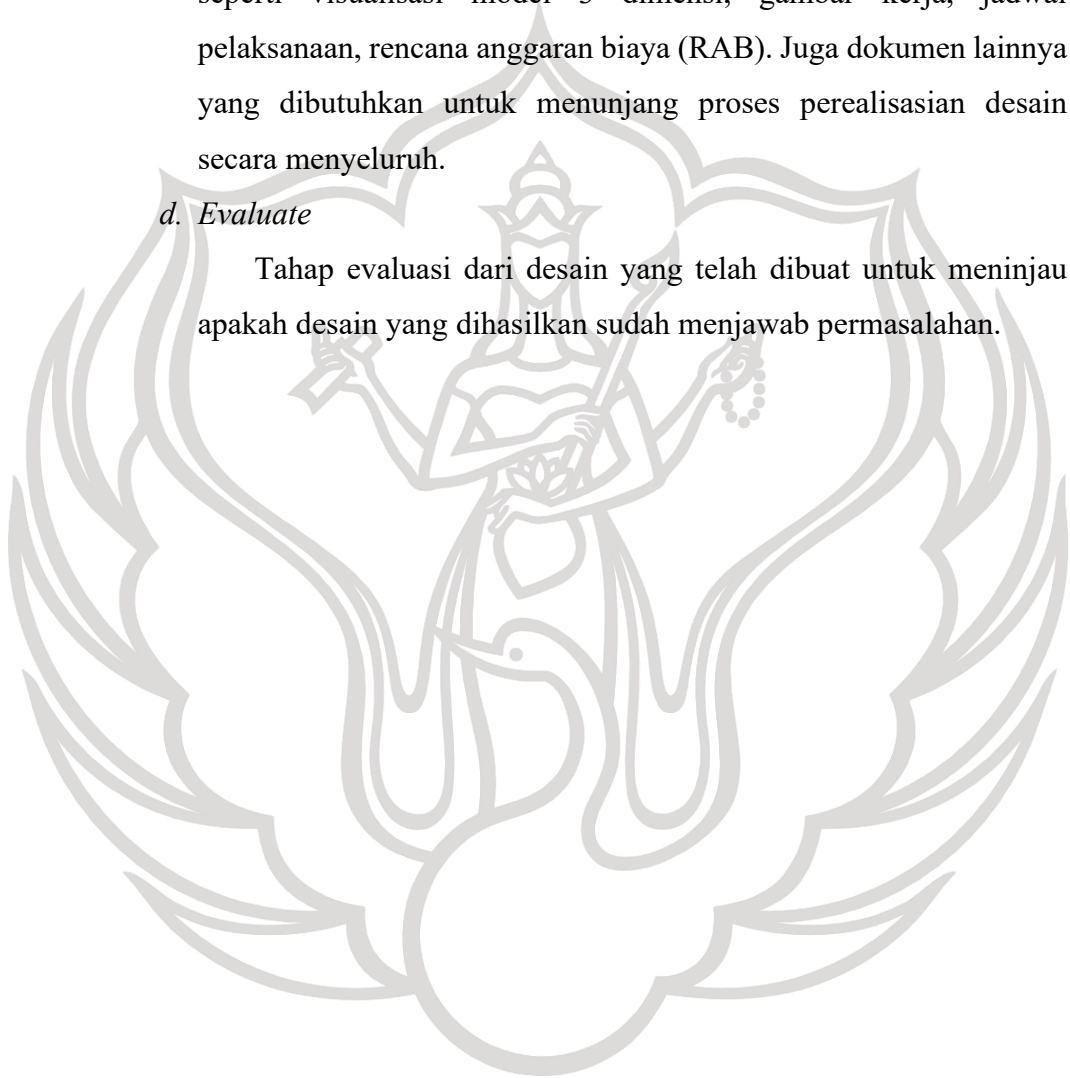 seperti visualisasi model 3 dimensi, gambar kerja, jadwal
pelaksanaan, rencana anggaran biaya (RAB). Juga dokumen lainnya
yang dibutuhkan untuk menunjang proses perealisasian desain
secara menyeluruh.
d. Evaluate
Tahap evaluasi dari desain yang telah dibuat untuk meninjau
apakah desain yang dihasilkan sudah menjawab permasalahan.